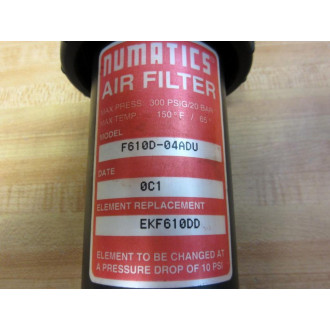 NUMATICS
AIR FILTER
MAX PRESS. 300 PSIG/20 BAR
MAX TEMP. 150°F / 66°
MODEL
F610D-04ADU
DATE
0C1
ELEMENT REPLACEMENT
EKF610DD
ELEMENT TO BE CHANGED AT
A PRESSURE DROP OF 10 PSI